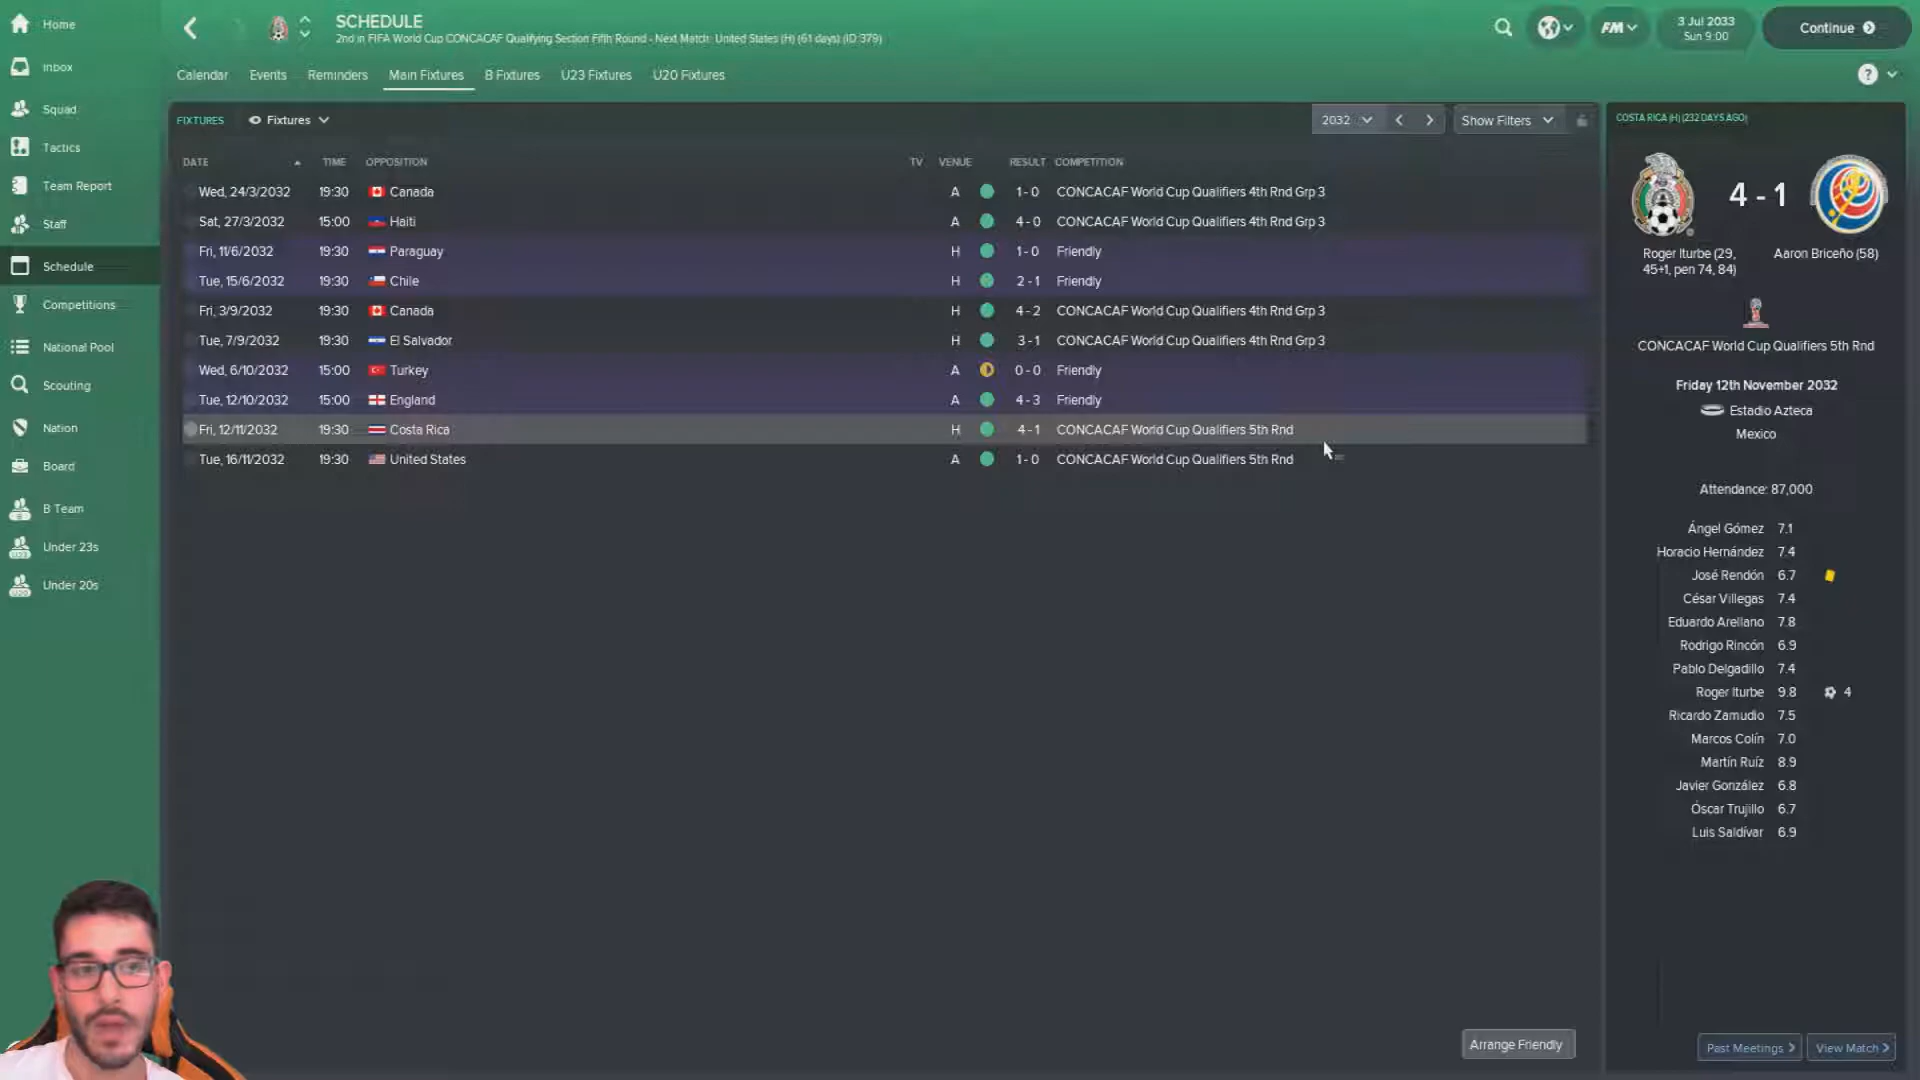 Home
Inbox
Squad
Tactics
Team Report
Staff
Schedule
Competitions
National Pool
Scouting
Nation
Board
B Team
Under 23s
Under 20s
SCHEDULE
2nd in FIFA World Cup CONCACAF Qualifying Section Fifth Round - Next Match: United States (H) (61 days) (ID:379)
FM
3 Jul 2033
Sun 9:00
Continue
Calendar Events Reminders Main Fixtures B Fixtures U23 Fixtures U20 Fixtures
?
FIXTURES Fixtures 2032 Show Filters
DATE TIME OPPOSITION TV VENUE RESULT COMPETITION
Wed, 24/3/2032 19:30 Canada A 1 - 0 CONCACAF World Cup Qualifiers 4th Rnd Grp 3
Sat, 27/3/2032 15:00 Haiti A 4 - 0 CONCACAF World Cup Qualifiers 4th Rnd Grp 3
Fri, 11/6/2032 19:30 Paraguay H 1 - 0 Friendly
Tue, 15/6/2032 19:30 Chile H 2 - 1 Friendly
Fri, 3/9/2032 19:30 Canada H 4 - 2 CONCACAF World Cup Qualifiers 4th Rnd Grp 3
Tue, 7/9/2032 19:30 El Salvador H 3 - 1 CONCACAF World Cup Qualifiers 4th Rnd Grp 3
Wed, 6/10/2032 15:00 Turkey A 0 - 0 Friendly
Tue, 12/10/2032 15:00 England A 4 - 3 Friendly
Fri, 12/11/2032 19:30 Costa Rica H 4 - 1 CONCACAF World Cup Qualifiers 5th Rnd
Tue, 16/11/2032 19:30 United States A 1 - 0 CONCACAF World Cup Qualifiers 5th Rnd
Arrange Friendly
COSTA RICA (H) (232 DAYS AGO)
4 - 1
Roger Iturbe (29, 45+1, pen 74, 84)
Aaron Briceño (58)
CONCACAF World Cup Qualifiers 5th Rnd
Friday 12th November 2032
Estadio Azteca
Mexico
Attendance: 87,000
Ángel Gómez 7.1
Horacio Hernández 7.4
José Rendón 6.7
César Villegas 7.4
Eduardo Arellano 7.8
Rodrigo Rincón 6.9
Pablo Delgadillo 7.4
Roger Iturbe 9.8 4
Ricardo Zamudio 7.5
Marcos Colín 7.0
Martín Ruíz 8.9
Javier González 6.8
Óscar Trujillo 6.7
Luis Saldívar 6.9
Past Meetings View Match